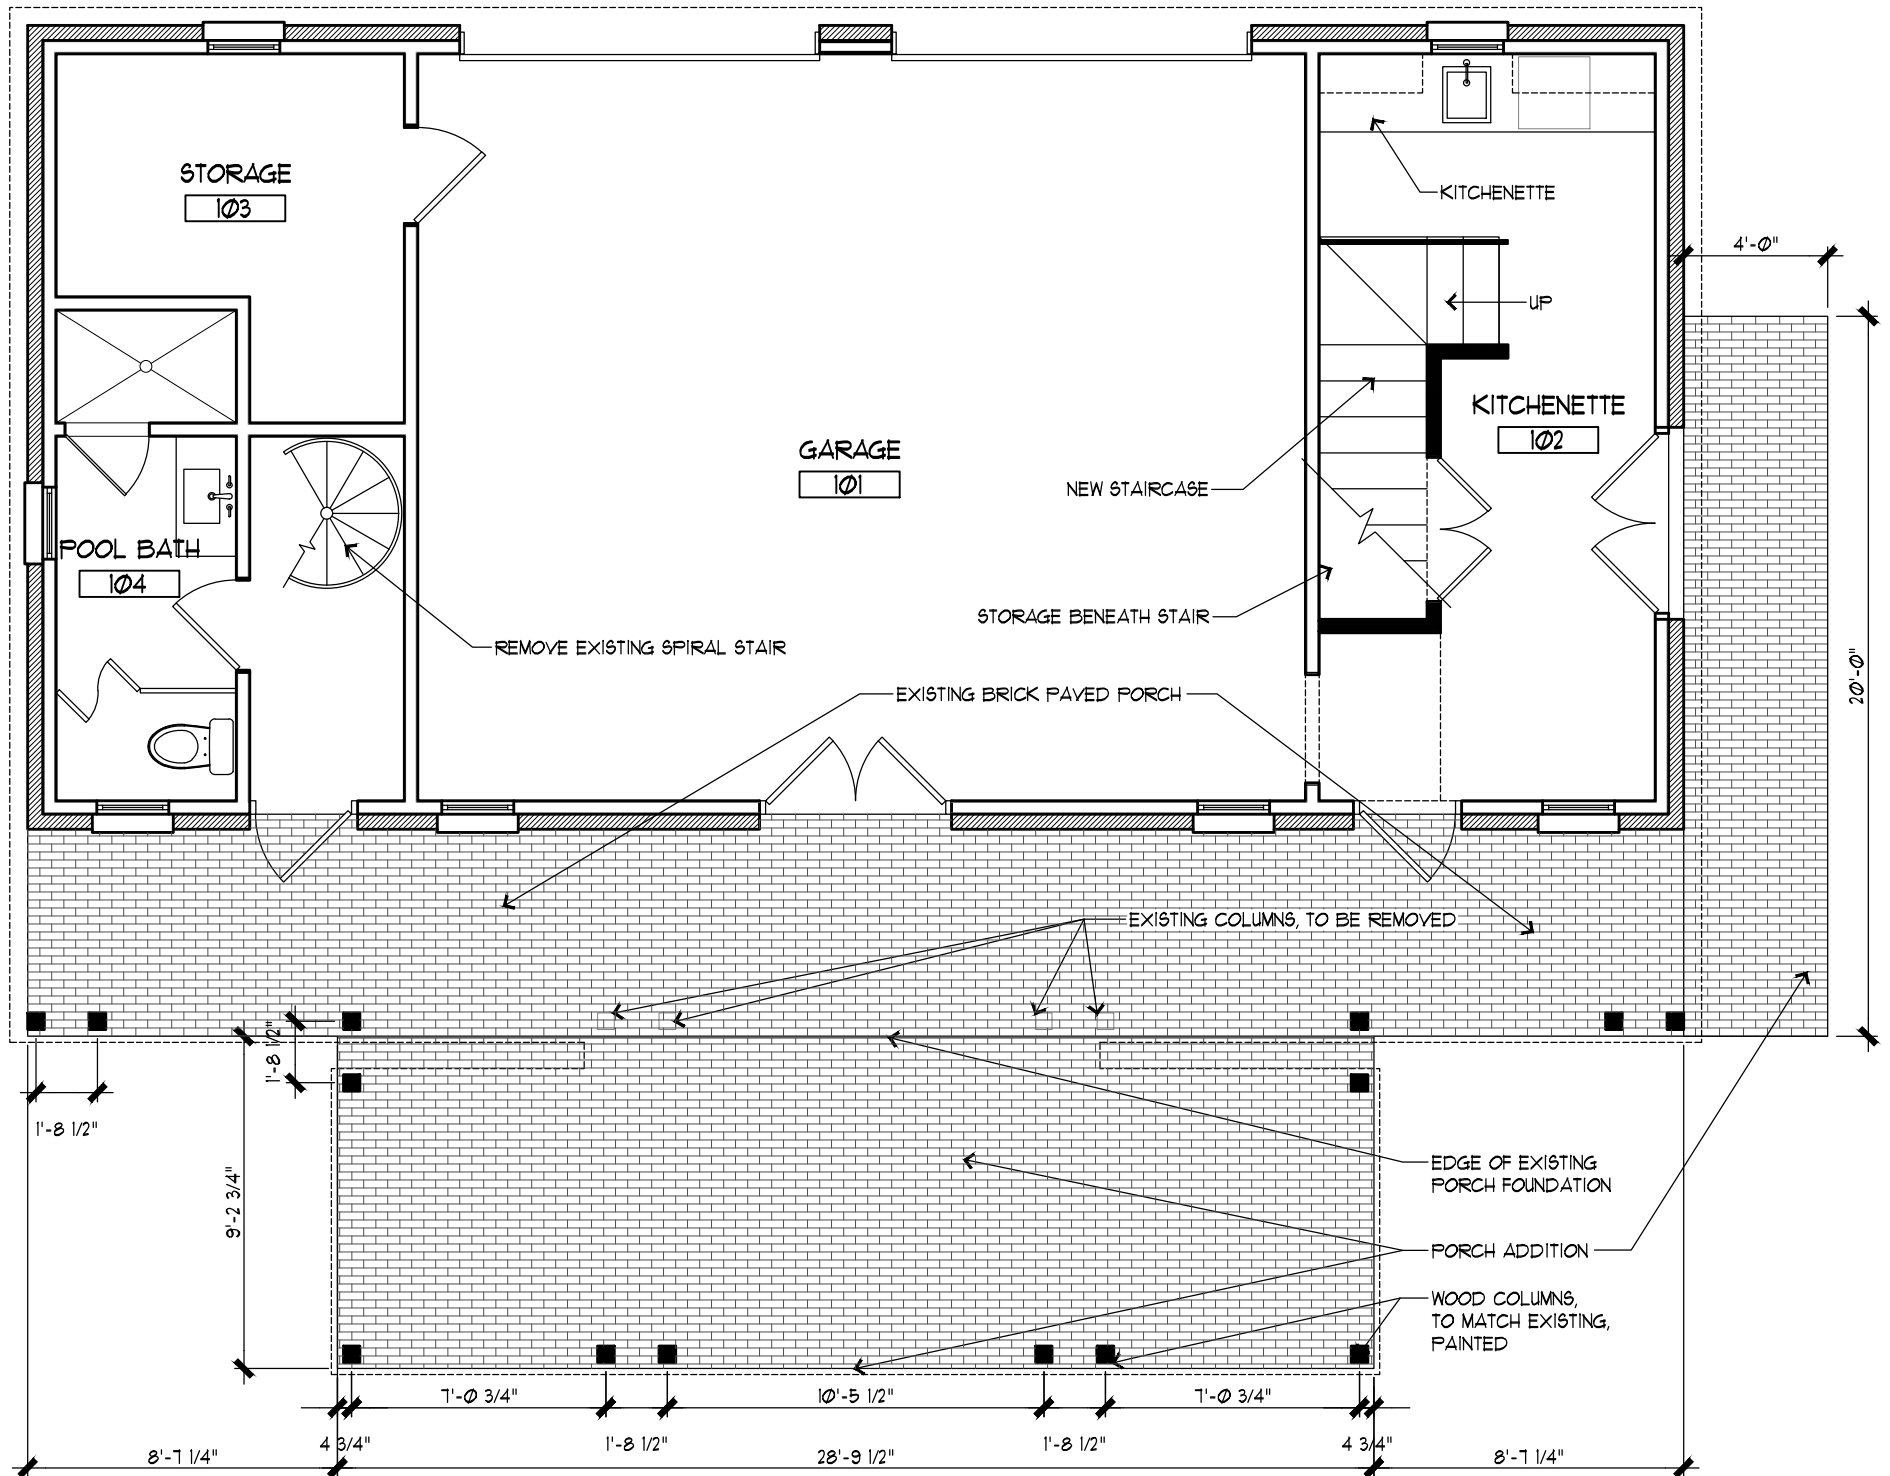 STORAGE
103
KITCHENETTE
4'-0"
UP
KITCHENETTE
102
GARAGE
101
NEW STAIRCASE
POOL BATH
104
STORAGE BENEATH STAIR
REMOVE EXISTING SPIRAL STAIR
EXISTING BRICK PAVED PORCH
20'-0"
EXISTING COLUMNS, TO BE REMOVED
1'-8 1/2"
1'-8 1/2"
9'-2 3/4"
EDGE OF EXISTING
PORCH FOUNDATION
PORCH ADDITION
WOOD COLUMNS,
TO MATCH EXISTING,
PAINTED
7'-0 3/4"
10'-5 1/2"
7'-0 3/4"
4 3/4"
1'-8 1/2"
1'-8 1/2"
4 3/4"
8'-7 1/4"
28'-9 1/2"
8'-7 1/4"